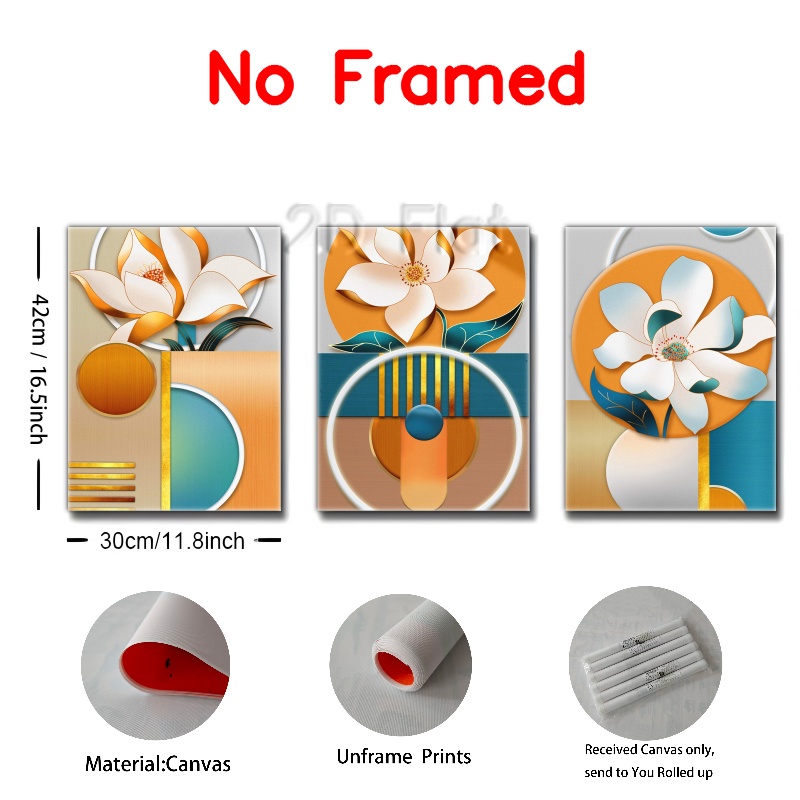 No Framed
2D Flat
42cm / 16.5inch
30cm/11.8inch
Material:Canvas
Unframe Prints
Received Canvas only,
send to You Rolled up